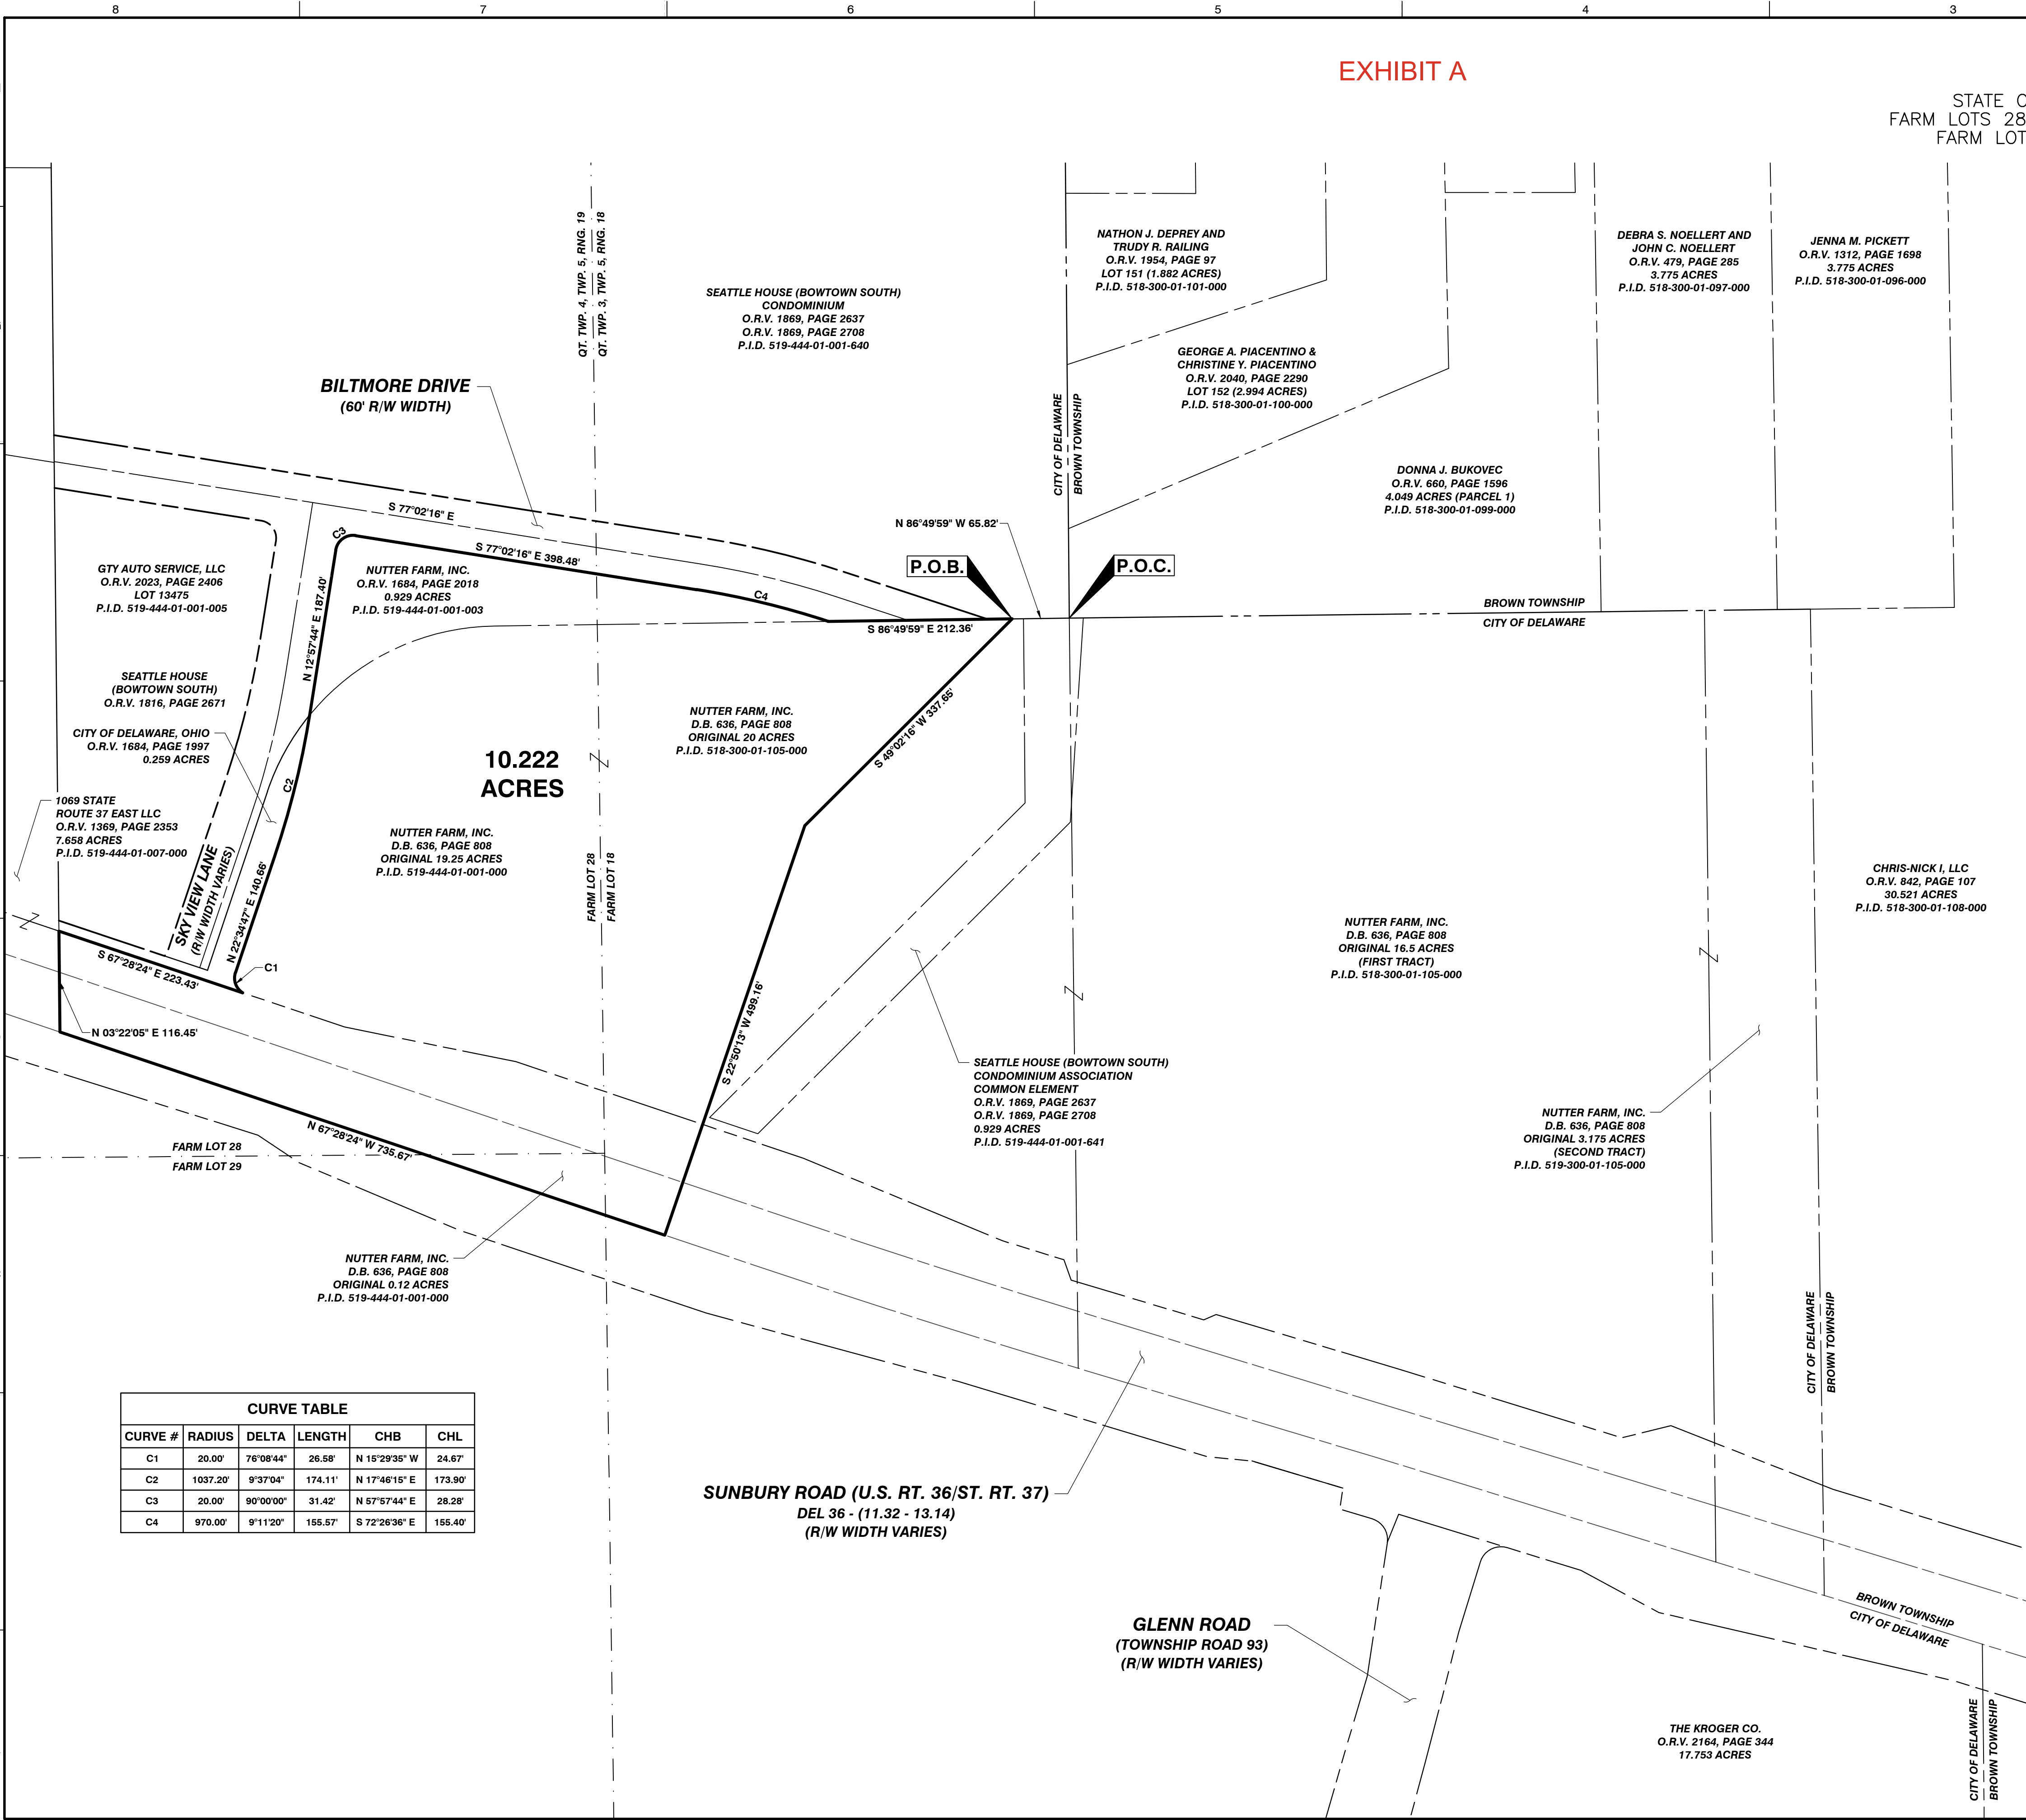 8
7
6
5
4
3
EXHIBIT A
STATE O
FARM LOTS 28
FARM LOT
QT. TWP. 4, TWP. 5, RNG. 19
QT. TWP. 3, TWP. 5, RNG. 18
SEATTLE HOUSE (BOWTOWN SOUTH)
CONDOMINIUM
O.R.V. 1869, PAGE 2637
O.R.V. 1869, PAGE 2708
P.I.D. 519-444-01-001-640
NATHON J. DEPREY AND
TRUDY R. RAILING
O.R.V. 1954, PAGE 97
LOT 151 (1.882 ACRES)
P.I.D. 518-300-01-101-000
DEBRA S. NOELLERT AND
JOHN C. NOELLERT
O.R.V. 479, PAGE 285
3.775 ACRES
P.I.D. 518-300-01-097-000
JENNA M. PICKETT
O.R.V. 1312, PAGE 1698
3.775 ACRES
P.I.D. 518-300-01-096-000
GEORGE A. PIACENTINO &
CHRISTINE Y. PIACENTINO
O.R.V. 2040, PAGE 2290
LOT 152 (2.994 ACRES)
P.I.D. 518-300-01-100-000
BILTMORE DRIVE
(60' R/W WIDTH)
CITY OF DELAWARE
BROWN TOWNSHIP
DONNA J. BUKOVEC
O.R.V. 660, PAGE 1596
4.049 ACRES (PARCEL 1)
P.I.D. 518-300-01-099-000
S 77°02'16" E
N 86°49'59" W 65.82'
C3
S 77°02'16" E 398.48'
P.O.B.
P.O.C.
GTY AUTO SERVICE, LLC
O.R.V. 2023, PAGE 2406
LOT 13475
P.I.D. 519-444-01-001-005
NUTTER FARM, INC.
O.R.V. 1684, PAGE 2018
0.929 ACRES
P.I.D. 519-444-01-001-003
N 12°57'44" E 187.40'
C4
S 86°49'59" E 212.36'
BROWN TOWNSHIP
CITY OF DELAWARE
SEATTLE HOUSE
(BOWTOWN SOUTH)
O.R.V. 1816, PAGE 2671
CITY OF DELAWARE, OHIO
O.R.V. 1684, PAGE 1997
0.259 ACRES
NUTTER FARM, INC.
D.B. 636, PAGE 808
ORIGINAL 20 ACRES
P.I.D. 518-300-01-105-000
S 49°02'16" W 337.65'
10.222
ACRES
C2
1069 STATE
ROUTE 37 EAST LLC
O.R.V. 1369, PAGE 2353
7.658 ACRES
P.I.D. 519-444-01-007-000
NUTTER FARM, INC.
D.B. 636, PAGE 808
ORIGINAL 19.25 ACRES
P.I.D. 519-444-01-001-000
FARM LOT 28
FARM LOT 18
SKY VIEW LANE
(R/W WIDTH VARIES)
N 22°34'47" E 140.66'
CHRIS-NICK I, LLC
O.R.V. 842, PAGE 107
30.521 ACRES
P.I.D. 518-300-01-108-000
NUTTER FARM, INC.
D.B. 636, PAGE 808
ORIGINAL 16.5 ACRES
(FIRST TRACT)
P.I.D. 518-300-01-105-000
S 67°28'24" E 223.43'
C1
N 03°22'05" E 116.45'
S 22°50'13" W 499.16'
SEATTLE HOUSE (BOWTOWN SOUTH)
CONDOMINIUM ASSOCIATION
COMMON ELEMENT
O.R.V. 1869, PAGE 2637
O.R.V. 1869, PAGE 2708
0.929 ACRES
P.I.D. 519-444-01-001-641
N 67°28'24" W 735.67'
FARM LOT 28
FARM LOT 29
NUTTER FARM, INC.
D.B. 636, PAGE 808
ORIGINAL 3.175 ACRES
(SECOND TRACT)
P.I.D. 519-300-01-105-000
NUTTER FARM, INC.
D.B. 636, PAGE 808
ORIGINAL 0.12 ACRES
P.I.D. 519-444-01-001-000
CITY OF DELAWARE
BROWN TOWNSHIP
CURVE TABLE
CURVE # RADIUS DELTA LENGTH CHB CHL
C1 20.00' 76°08'44" 26.58' N 15°29'35" W 24.67'
C2 1037.20' 9°37'04" 174.11' N 17°46'15" E 173.90'
C3 20.00' 90°00'00" 31.42' N 57°57'44" E 28.28'
C4 970.00' 9°11'20" 155.57' S 72°26'36" E 155.40'
SUNBURY ROAD (U.S. RT. 36/ST. RT. 37)
DEL 36 - (11.32 - 13.14)
(R/W WIDTH VARIES)
GLENN ROAD
(TOWNSHIP ROAD 93)
(R/W WIDTH VARIES)
BROWN TOWNSHIP
CITY OF DELAWARE
THE KROGER CO.
O.R.V. 2164, PAGE 344
17.753 ACRES
CITY OF DELAWARE
BROWN TOWNSHIP